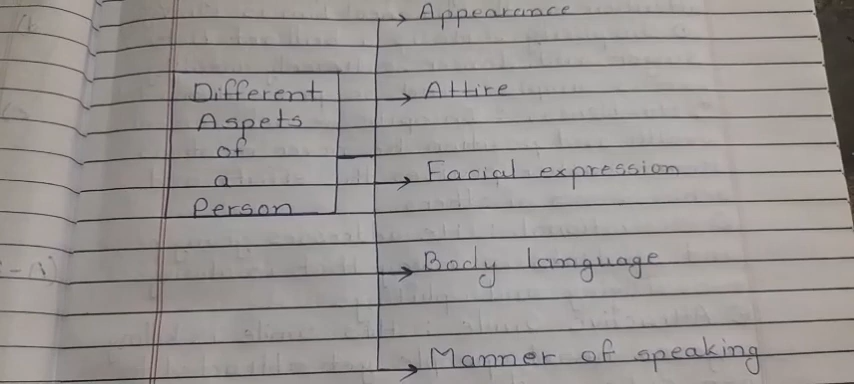 Appearance
Different
Aspets
of
a
Person
Attire
Facial expression
Body language
Manner of speaking